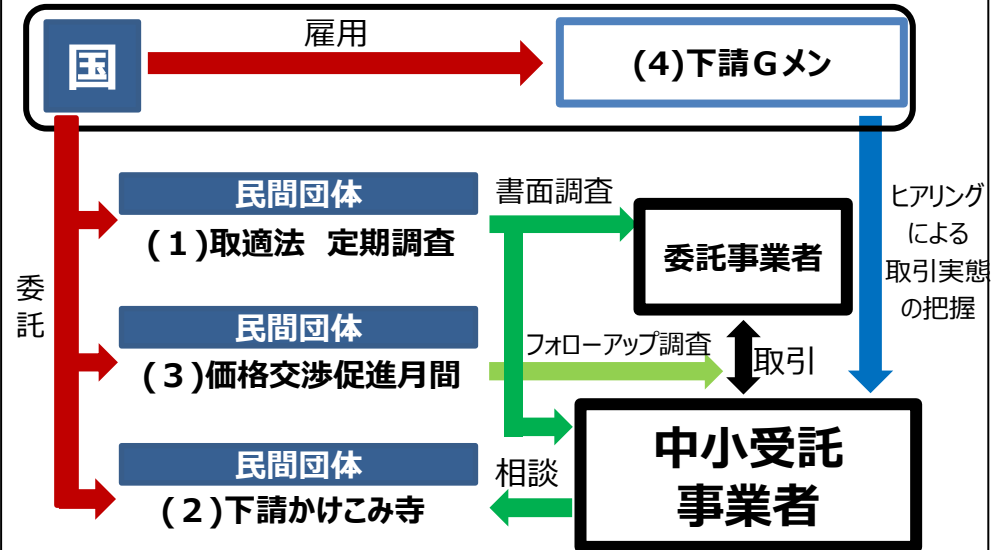 国
雇用
(4)下請Gメン
民間団体
(1)取適法 定期調査
書面調査
委託事業者
ヒアリング
による
取引実態
の把握
委
託
民間団体
(3)価格交渉促進月間
フォローアップ調査
取引
民間団体
(2)下請かけこみ寺
相談
中小受託
事業者